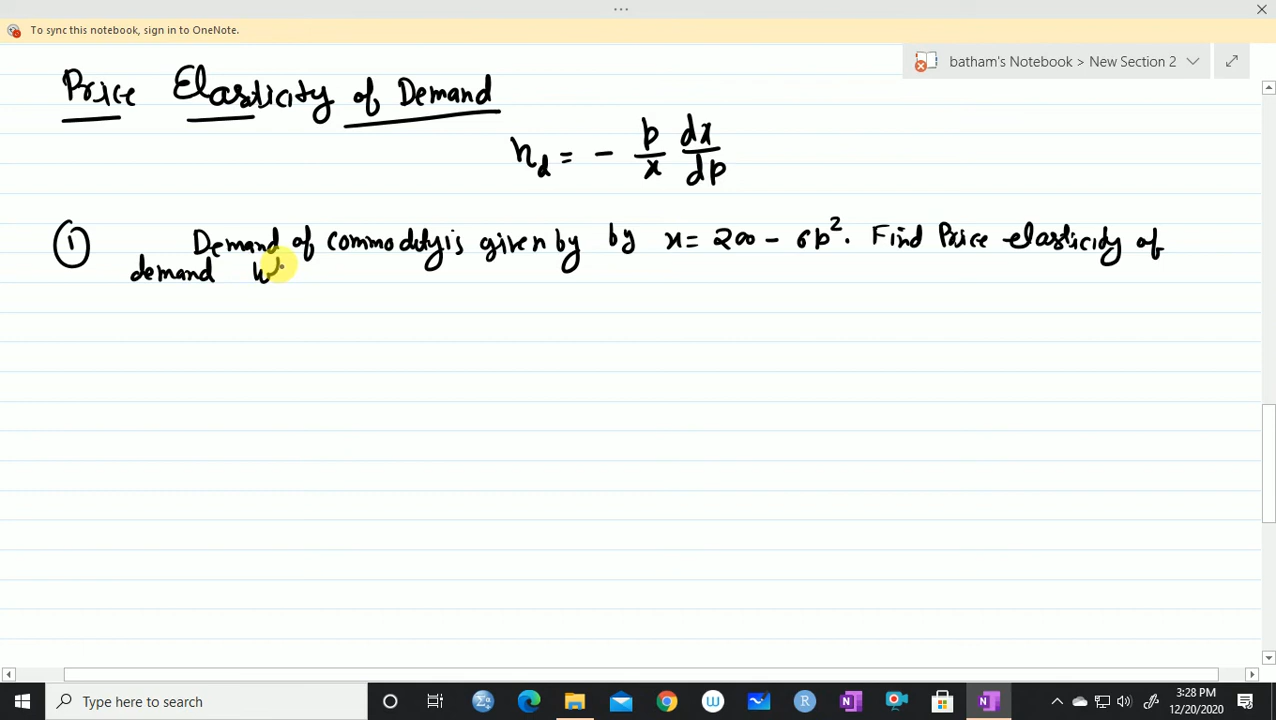 To sync this notebook, sign in to OneNote.
batham's Notebook > New Section 2
Price Elasticity of Demand
η_d = - p/x dx/dp
① Demand of commodity is given by by x = 200 - 6p². Find Price elasticity of
demand
Type here to search
3:28 PM
12/20/2020